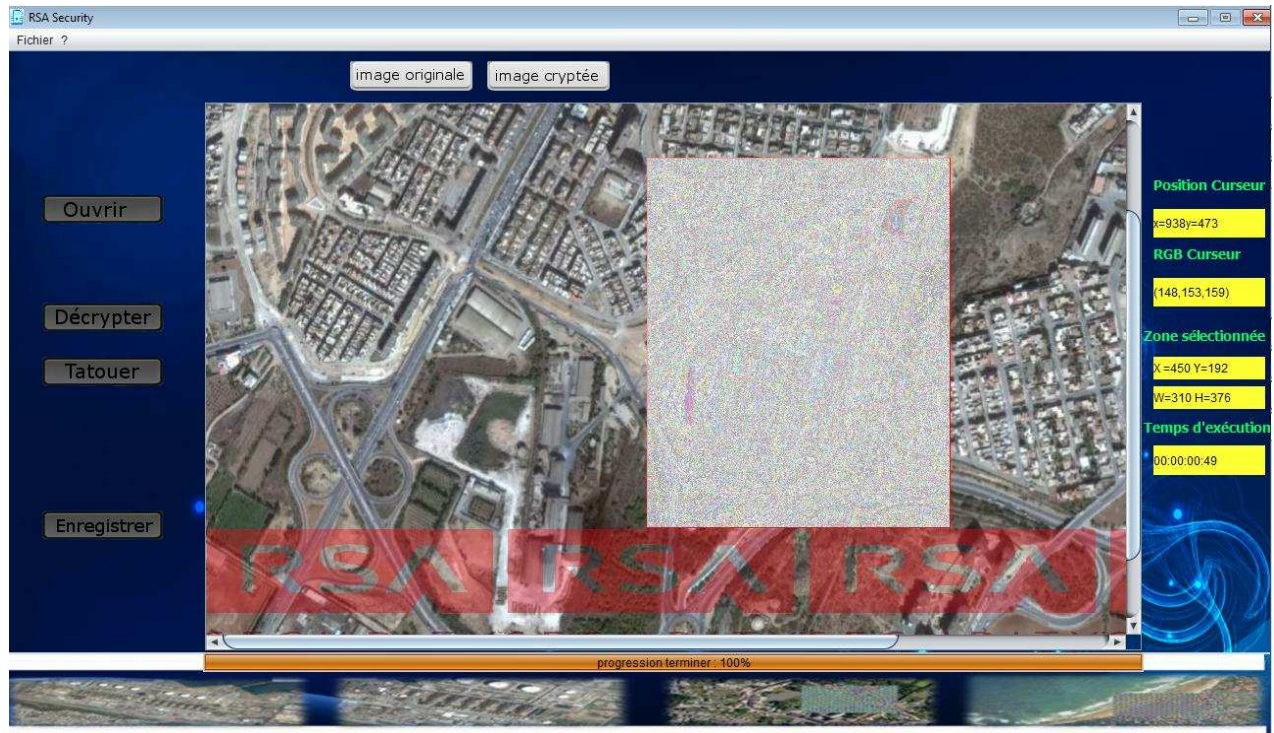 RSA Security
Fichier ?
image originale image cryptée
Ouvrir
Décrypter
Tatouer
Enregistrer
Position Curseur
x=938y=473
RGB Curseur
(148,153,159)
Zone sélectionnée
X =450 Y=192
W=310 H=376
Temps d'exécution
00:00:00:49
RSA RSA RSA
progression terminer : 100%